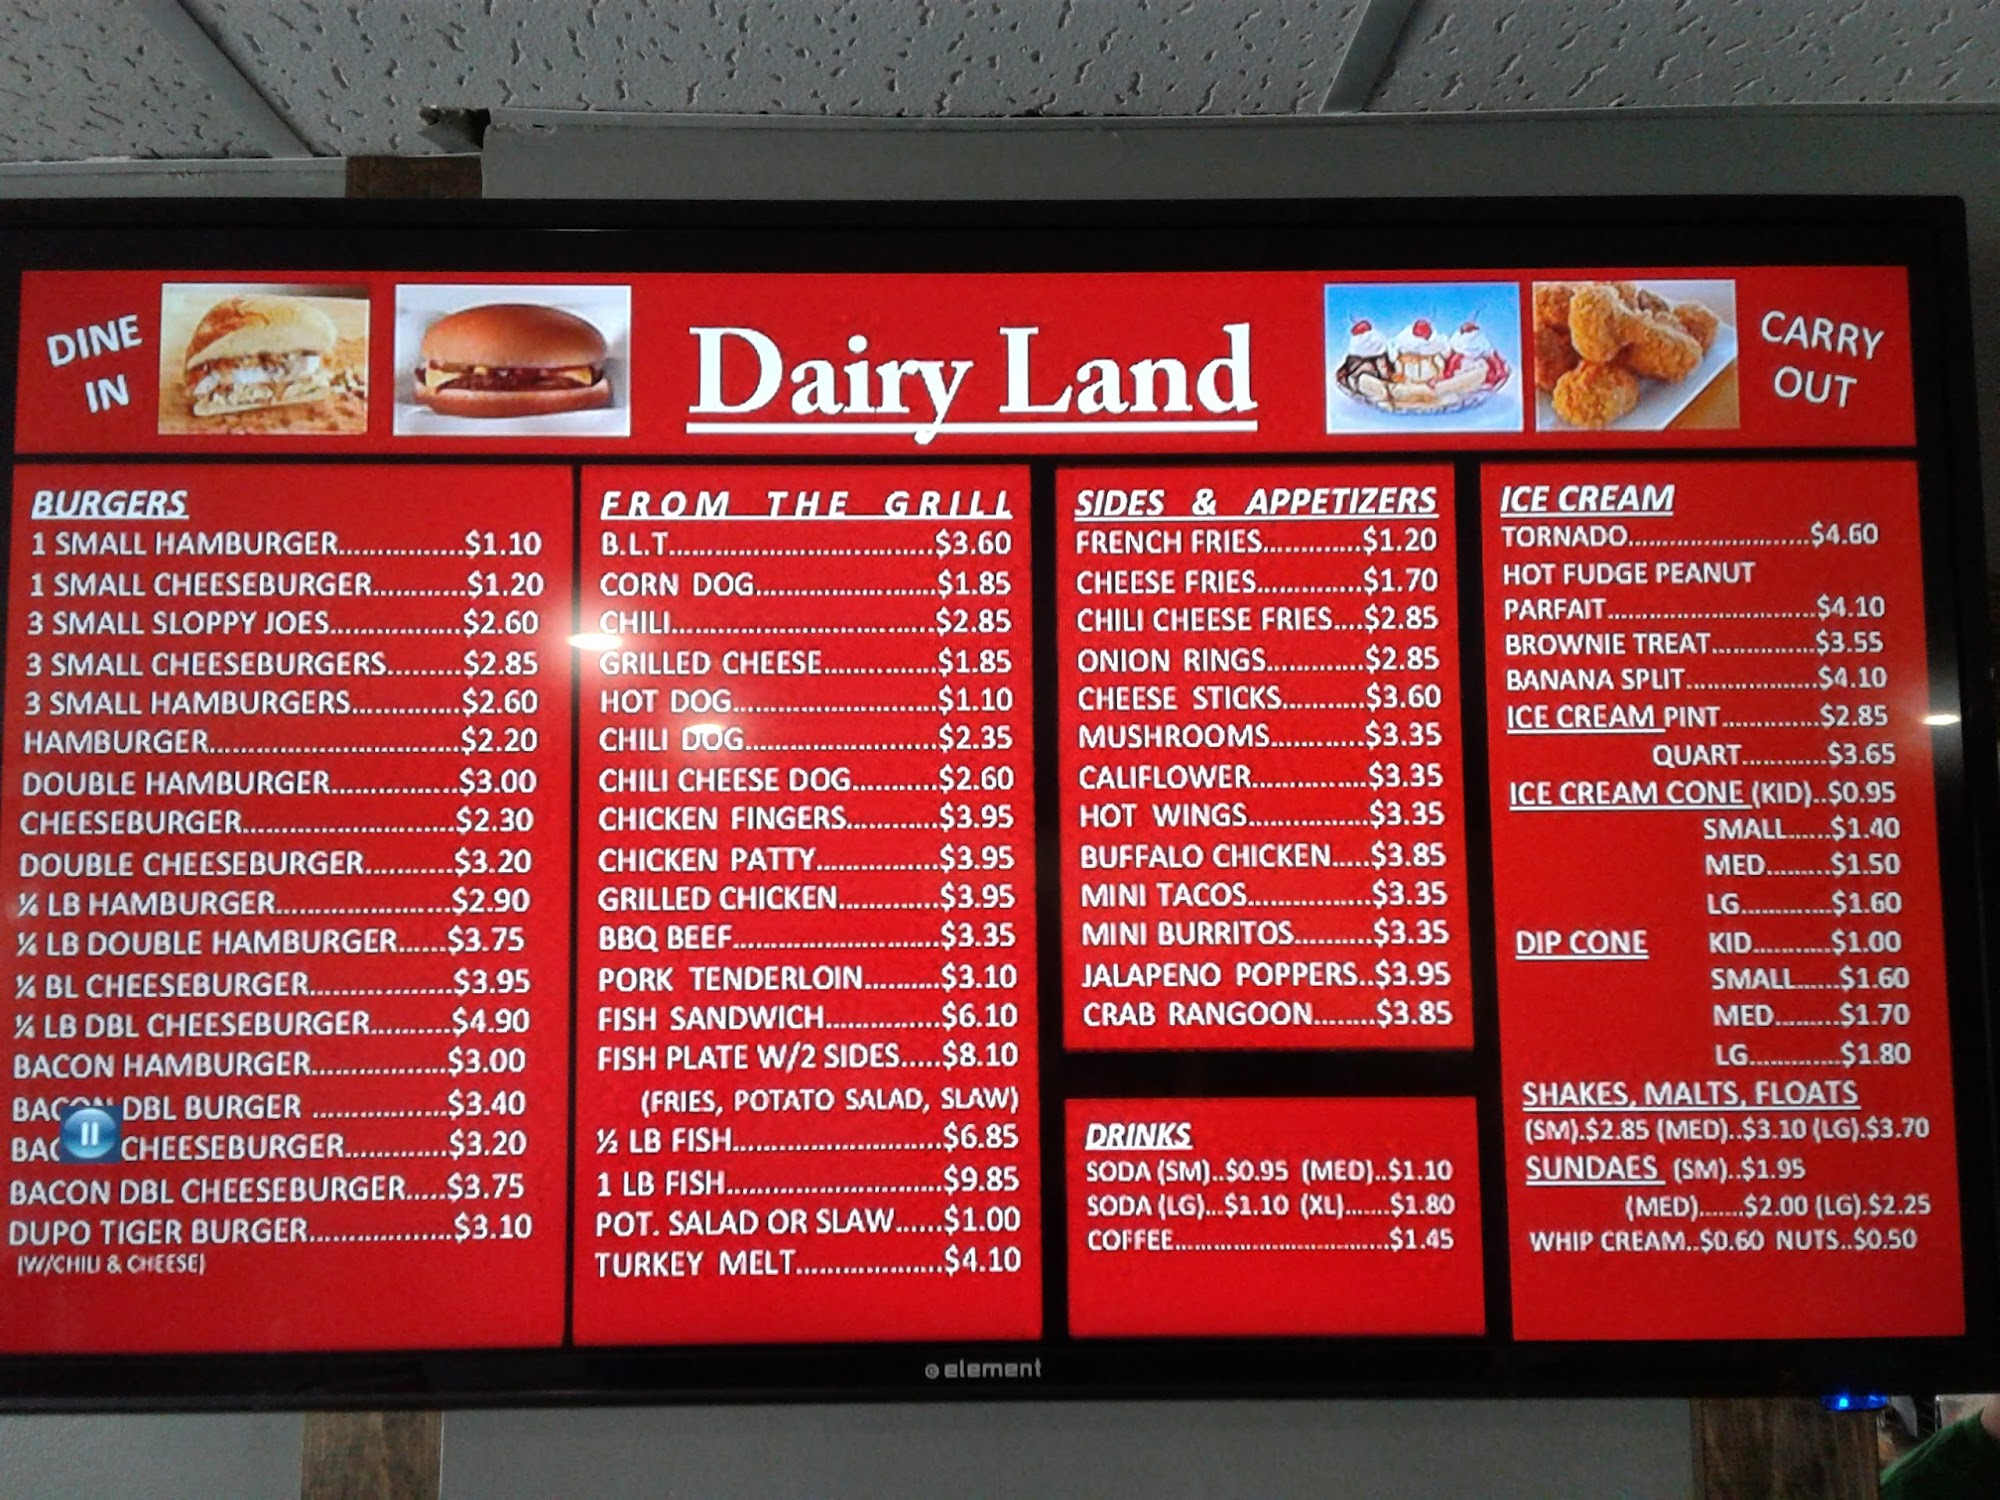 DINE
IN
Dairy Land
CARRY
OUT
BURGERS
1 SMALL HAMBURGER................$1.10
1 SMALL CHEESEBURGER............$1.20
3 SMALL SLOPPY JOES.................$2.60
3 SMALL CHEESEBURGERS..........$2.85
3 SMALL HAMBURGERS..............$2.60
HAMBURGER................................$2.20
DOUBLE HAMBURGER.................$3.00
CHEESEBURGER...........................$2.30
DOUBLE CHEESEBURGER............$3.20
¼ LB HAMBURGER.......................$2.90
¼ LB DOUBLE HAMBURGER......$3.75
¼ BL CHEESEBURGER..................$3.95
¼ LB DBL CHEESEBURGER..........$4.90
BACON HAMBURGER.................$3.00
BACON DBL BURGER .................$3.40
BAC CHEESEBURGER.............$3.20
BACON DBL CHEESEBURGER.....$3.75
DUPO TIGER BURGER..................$3.10
(W/CHILI & CHEESE)
FROM THE GRILL
B.L.T..................................$3.60
CORN DOG.......................$1.85
CHILI..................................$2.85
GRILLED CHEESE...............$1.85
HOT DOG..........................$1.10
CHILI DOG.........................$2.35
CHILI CHEESE DOG...........$2.60
CHICKEN FINGERS............$3.95
CHICKEN PATTY................$3.95
GRILLED CHICKEN.............$3.95
BBQ BEEF..........................$3.35
PORK TENDERLOIN..........$3.10
FISH SANDWICH...............$6.10
FISH PLATE W/2 SIDES.....$8.10
(FRIES, POTATO SALAD, SLAW)
½ LB FISH...........................$6.85
1 LB FISH............................$9.85
POT. SALAD OR SLAW......$1.00
TURKEY MELT...................$4.10
SIDES & APPETIZERS
FRENCH FRIES.............$1.20
CHEESE FRIES..............$1.70
CHILI CHEESE FRIES....$2.85
ONION RINGS.............$2.85
CHEESE STICKS...........$3.60
MUSHROOMS............$3.35
CALIFLOWER...............$3.35
HOT WINGS................$3.35
BUFFALO CHICKEN.....$3.85
MINI TACOS................$3.35
MINI BURRITOS..........$3.35
JALAPENO POPPERS..$3.95
CRAB RANGOON........$3.85
DRINKS
SODA (SM)..$0.95 (MED)..$1.10
SODA (LG)...$1.10 (XL).......$1.80
COFFEE..............................$1.45
ICE CREAM
TORNADO..........................$4.60
HOT FUDGE PEANUT
PARFAIT..............................$4.10
BROWNIE TREAT...............$3.55
BANANA SPLIT...................$4.10
ICE CREAM PINT..............$2.85
QUART............$3.65
ICE CREAM CONE (KID)..$0.95
SMALL......$1.40
MED.........$1.50
LG.............$1.60
DIP CONE KID...........$1.00
SMALL......$1.60
MED.........$1.70
LG.............$1.80
SHAKES, MALTS, FLOATS
(SM).$2.85 (MED)..$3.10 (LG).$3.70
SUNDAES (SM)..$1.95
(MED).......$2.00 (LG).$2.25
WHIP CREAM..$0.60 NUTS..$0.50
element